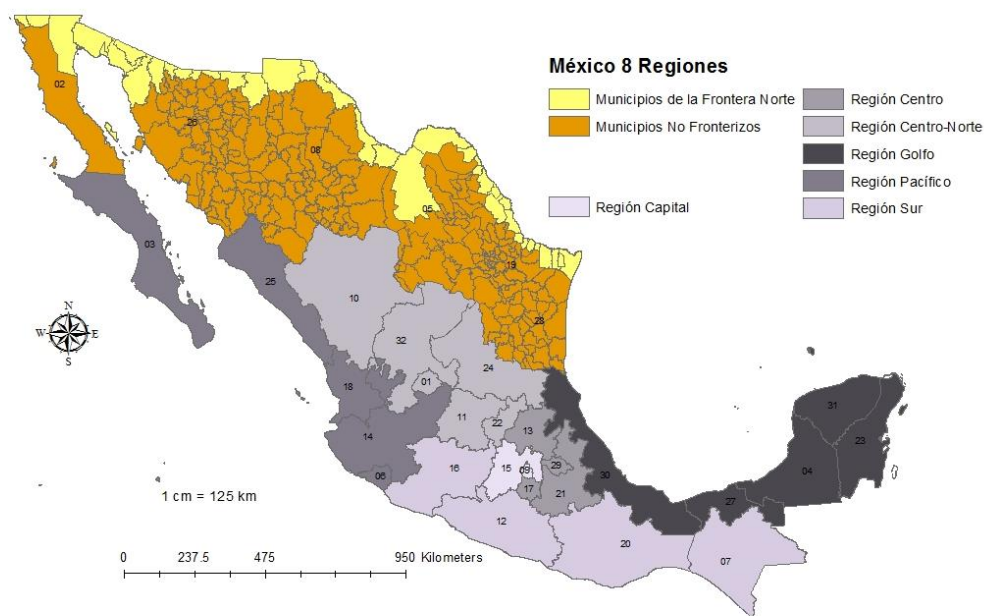 México 8 Regiones
Municipios de la Frontera Norte
Municipios No Fronterizos
Región Capital
Región Centro
Región Centro-Norte
Región Golfo
Región Pacífico
Región Sur
02
26
08
05
03
25
19
10
28
32
24
01
18
11
22
13
14
31
23
16
15
09
29
06
17
21
30
04
27
12
20
07
N
W E
S
1 cm = 125 km
0 237.5 475 950 Kilometers